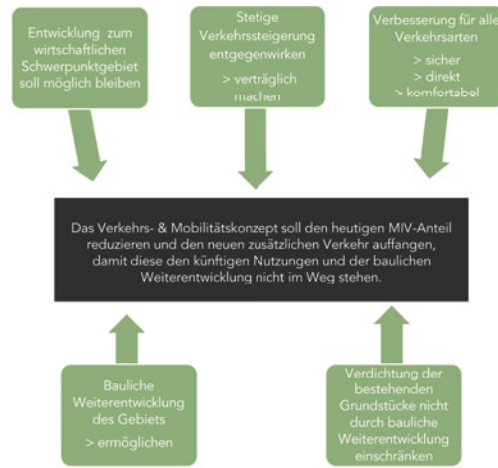 Entwicklung zum
wirtschaftlichen
Schwerpunktgebiet
soll möglich bleiben
Stetige
Verkehrssteigerung
entgegenwirken
> verträglich
machen
Verbesserung für alle
Verkehrsarten
> sicher
> direkt
> komfortabel
Das Verkehrs- & Mobilitätskonzept soll den heutigen MIV-Anteil
reduzieren und den neuen zusätzlichen Verkehr auffangen,
damit diese den künftigen Nutzungen und der baulichen
Weiterentwicklung nicht im Weg stehen.
Bauliche
Weiterentwicklung
des Gebiets
> ermöglichen
Verdichtung der
bestehenden
Grundstücke nicht
durch bauliche
Weiterentwicklung
einschränken